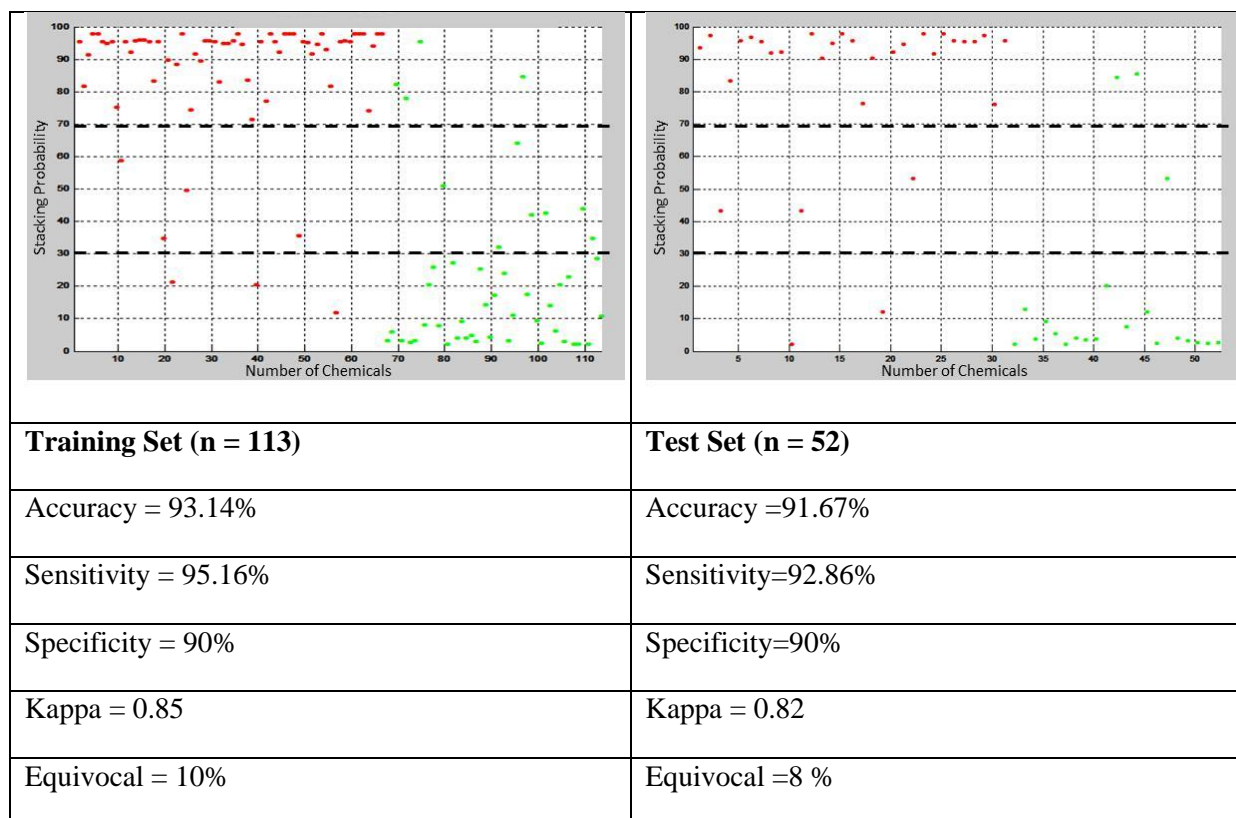 100
90
80
70
60
50
40
30
20
10
0
Stacking Probability
10 20 30 40 50 60 70 80 90 100 110
Number of Chemicals
100
90
80
70
60
50
40
30
20
10
0
Stacking Probability
5 10 15 20 25 30 35 40 45 50
Number of Chemicals
Training Set (n = 113)
Test Set (n = 52)
Accuracy = 93.14%
Accuracy =91.67%
Sensitivity = 95.16%
Sensitivity=92.86%
Specificity = 90%
Specificity=90%
Kappa = 0.85
Kappa = 0.82
Equivocal = 10%
Equivocal =8 %